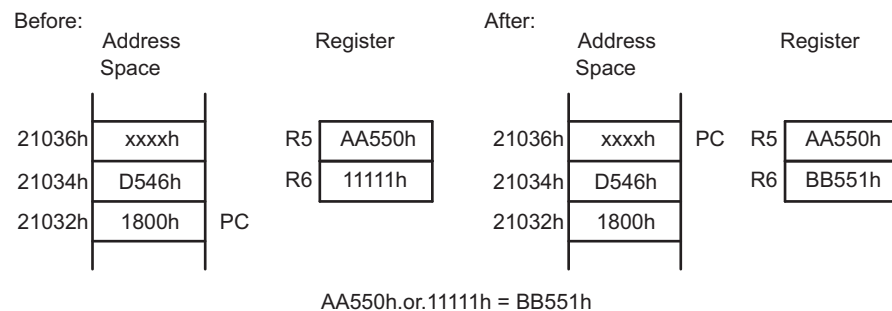 Before:
Address
Space
Register
21036h xxxxh
21034h D546h
21032h 1800h PC
R5 AA550h
R6 11111h
After:
Address
Space
Register
21036h xxxxh PC
21034h D546h
21032h 1800h
R5 AA550h
R6 BB551h
AA550h.or.11111h = BB551h